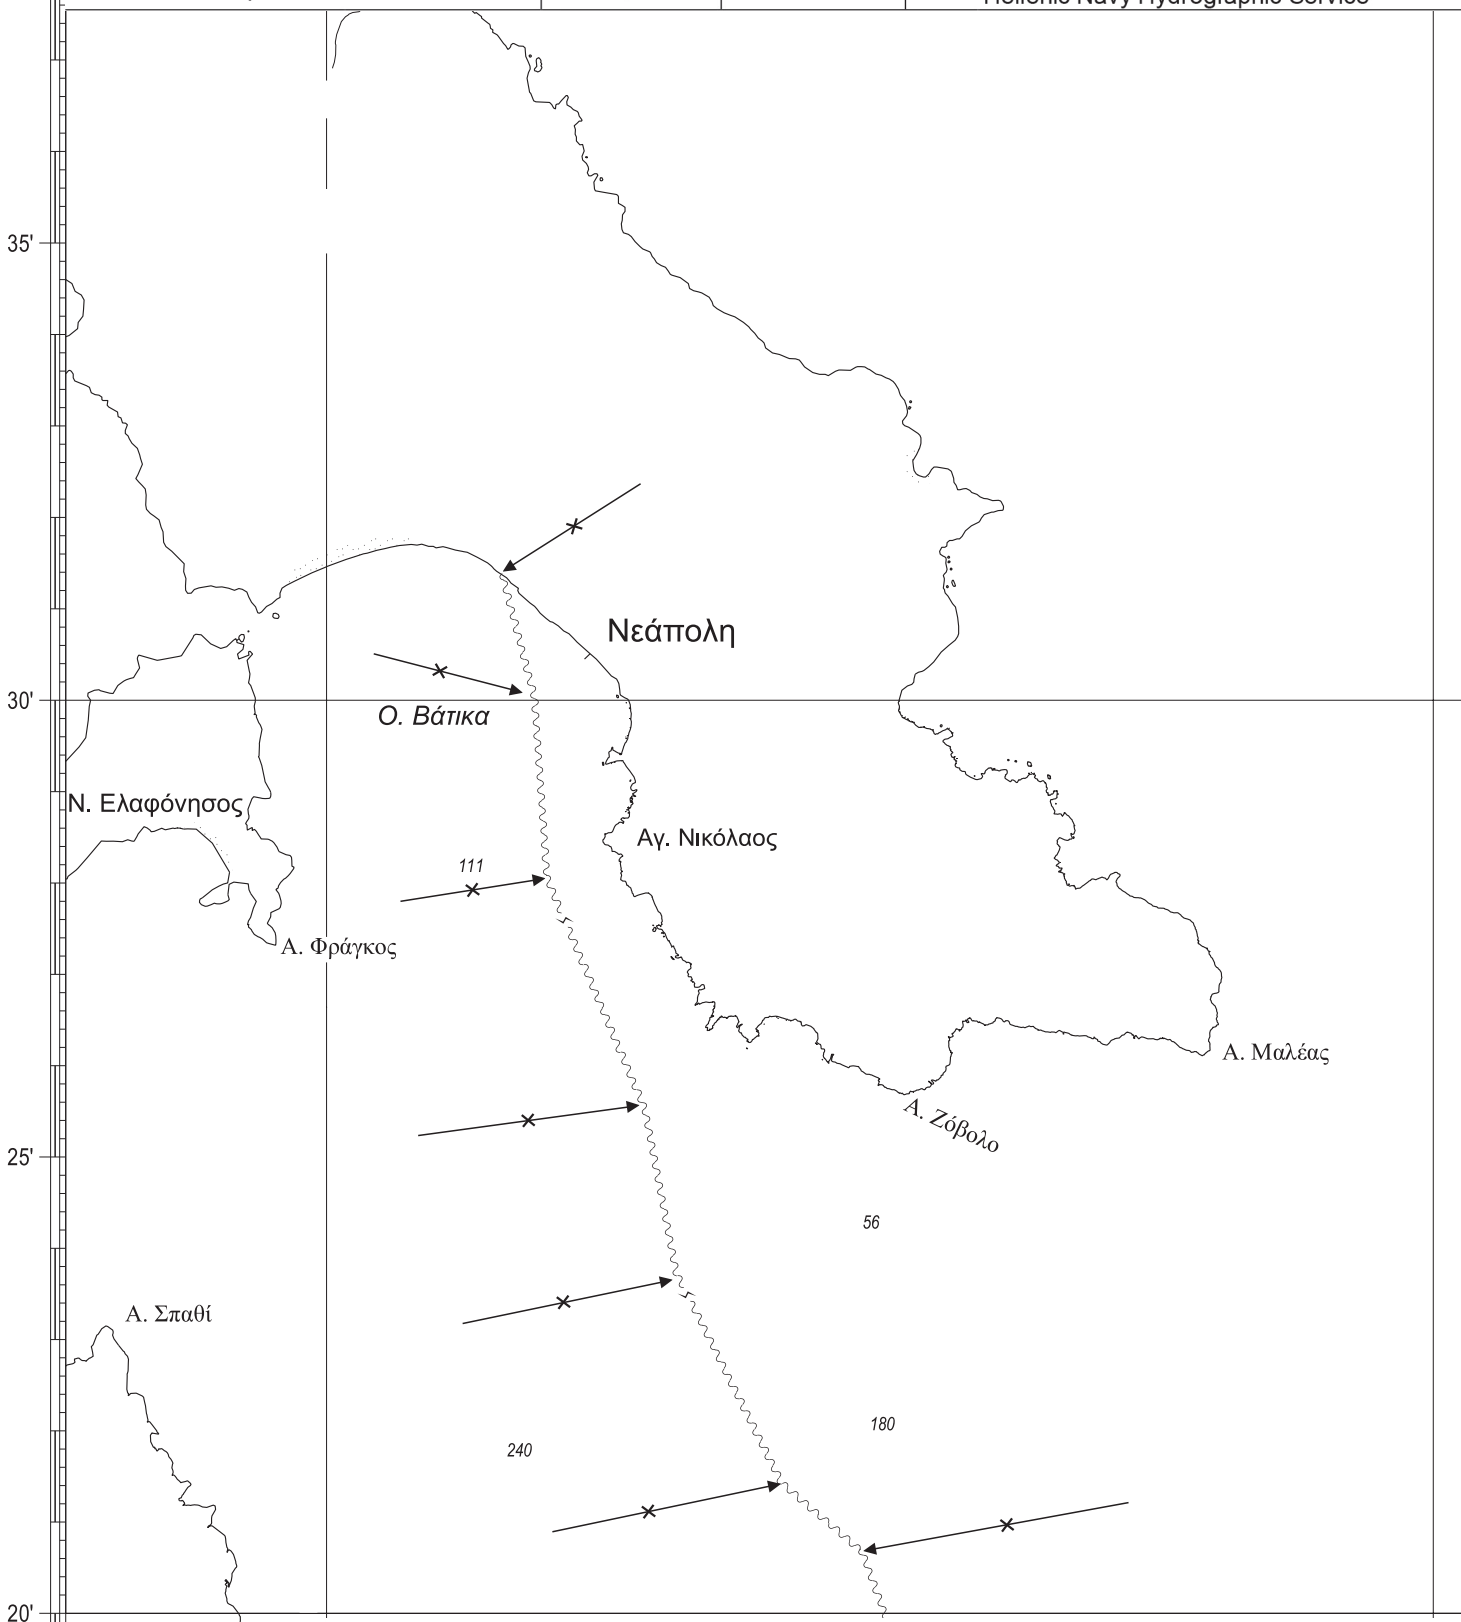 Hellenic Navy Hydrographic Service
35'
Νεάπολη
30'
Ο. Βάτικα
Ν. Ελαφόνησος
Αγ. Νικόλαος
111
Α. Φράγκος
Α. Μαλέας
Α. Ζόβολο
25'
56
Α. Σπαθί
180
240
20'